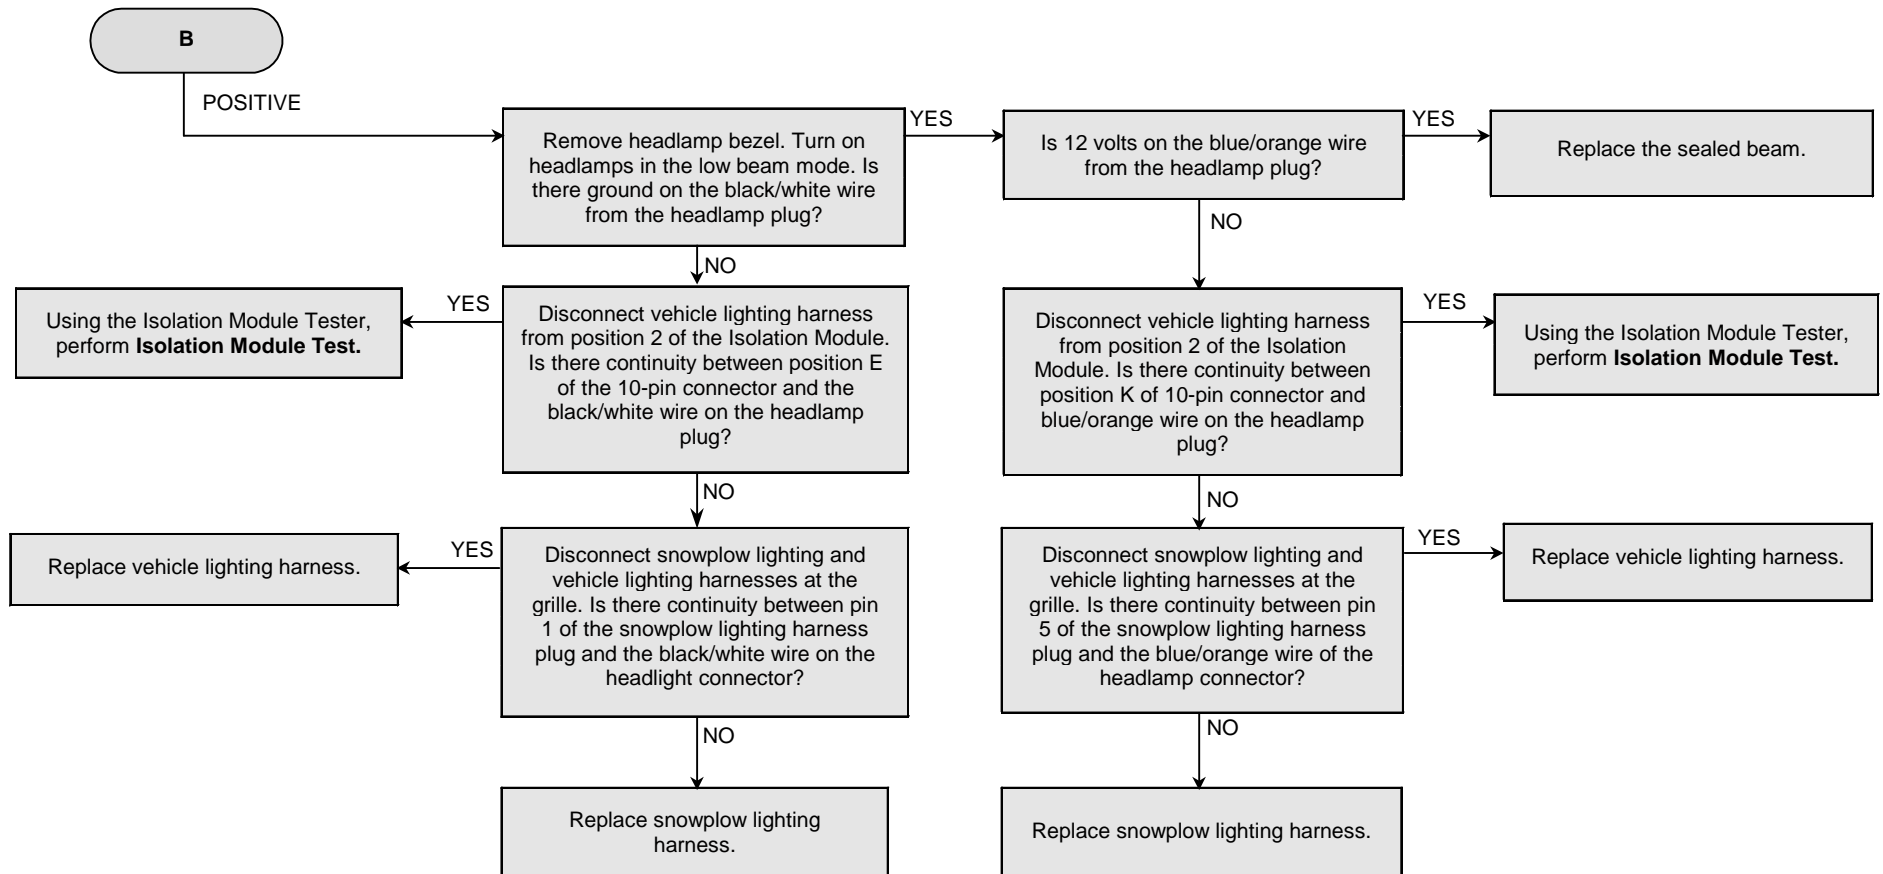 B
POSITIVE
Remove headlamp bezel. Turn on
headlamps in the low beam mode. Is
there ground on the black/white wire
from the headlamp plug?
YES
Is 12 volts on the blue/orange wire
from the headlamp plug?
YES
Replace the sealed beam.
NO
NO
Using the Isolation Module Tester,
perform Isolation Module Test.
YES
Disconnect vehicle lighting harness
from position 2 of the Isolation Module.
Is there continuity between position E
of the 10-pin connector and the
black/white wire on the headlamp
plug?
Disconnect vehicle lighting harness
from position 2 of the Isolation
Module. Is there continuity between
position K of 10-pin connector and
blue/orange wire on the headlamp
plug?
YES
Using the Isolation Module Tester,
perform Isolation Module Test.
NO
NO
Replace vehicle lighting harness.
YES
Disconnect snowplow lighting and
vehicle lighting harnesses at the
grille. Is there continuity between pin
1 of the snowplow lighting harness
plug and the black/white wire on the
headlight connector?
Disconnect snowplow lighting and
vehicle lighting harnesses at the
grille. Is there continuity between pin
5 of the snowplow lighting harness
plug and the blue/orange wire of the
headlamp connector?
YES
Replace vehicle lighting harness.
NO
NO
Replace snowplow lighting
harness.
Replace snowplow lighting harness.